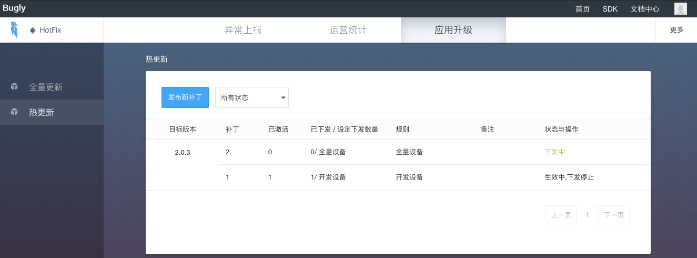 Bugly 首页 SDK 文档中心
HotFix 异常上报 运营统计 应用升级 更多
热更新
全量更新
热更新
发布新补丁 所有状态
目标版本 补丁 已激活 已下发 / 设定下发数量 规则 备注 状态与操作
2.0.3 2 0 0/ 全量设备 全量设备 下发中
1 1 1/ 开发设备 开发设备 生效中,下发停止
上一页 1 下一页